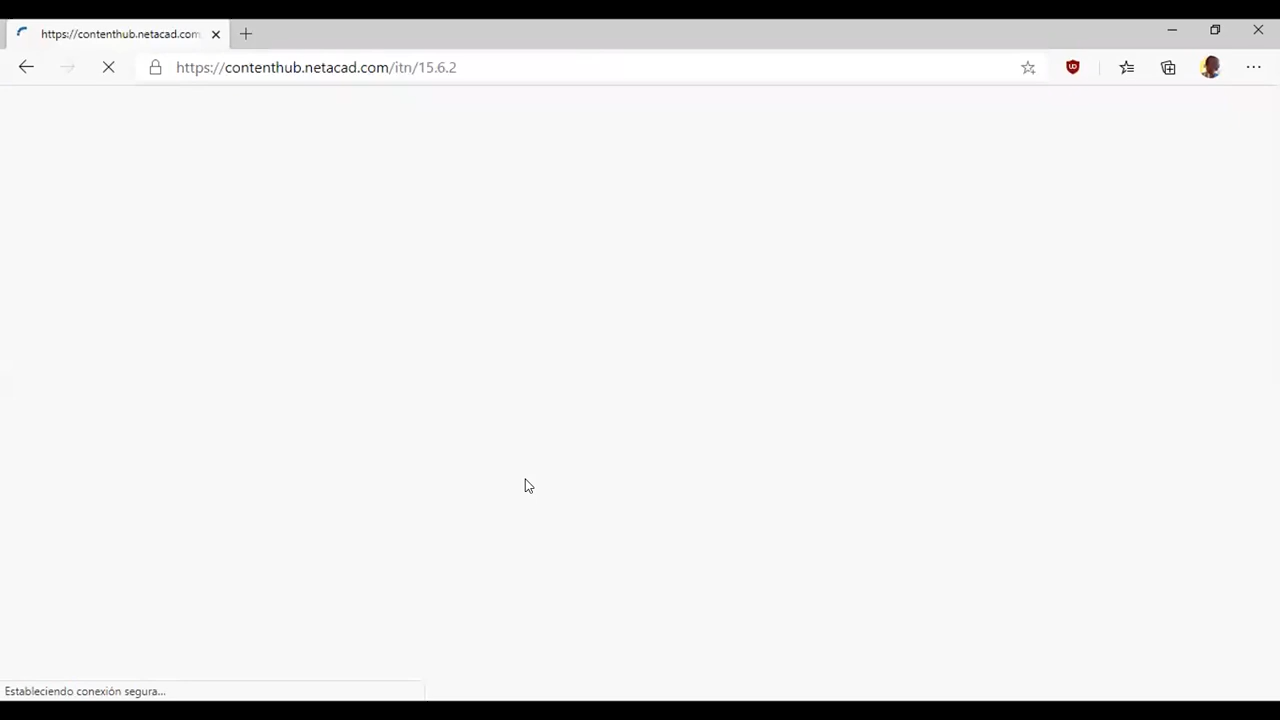 https://contenthub.netacad.com
https://contenthub.netacad.com/itn/15.6.2
Estableciendo conexión segura...